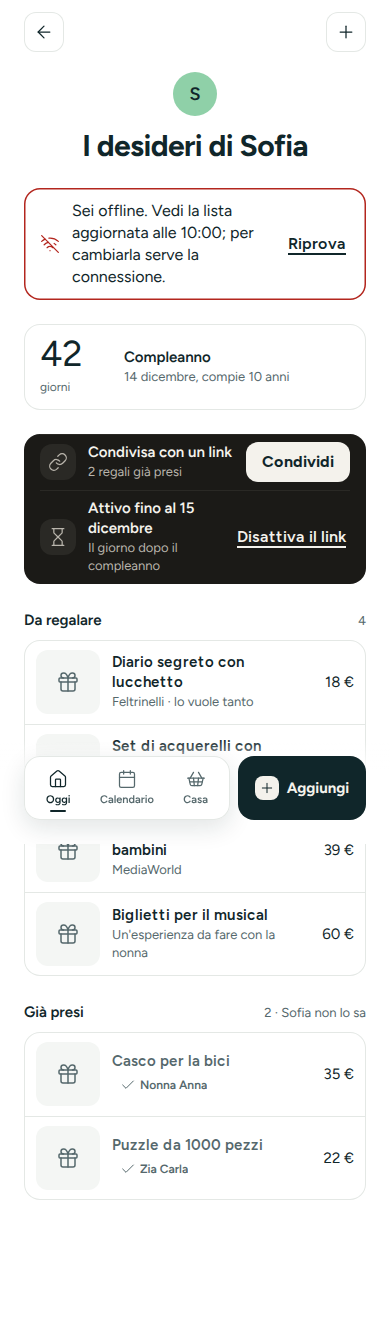 S
I desideri di Sofia
Sei offline. Vedi la lista
aggiornata alle 10:00; per
cambiarla serve la
connessione.
Riprova
42
giorni
Compleanno
14 dicembre, compie 10 anni
Condivisa con un link
2 regali già presi
Condividi
Attivo fino al 15
dicembre
Il giorno dopo il
compleanno
Disattiva il link
Da regalare
4
Diario segreto con
lucchetto
Feltrinelli · lo vuole tanto
18 €
Set di acquerelli con
Oggi
Calendario
Casa
Aggiungi
bambini
MediaWorld
39 €
Biglietti per il musical
Un'esperienza da fare con la
nonna
60 €
Già presi
2 · Sofia non lo sa
Casco per la bici
Nonna Anna
35 €
Puzzle da 1000 pezzi
Zia Carla
22 €